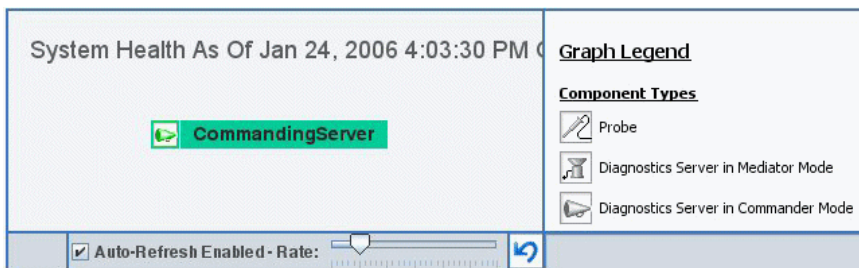 System Health As Of Jan 24, 2006 4:03:30 PM
CommandingServer
Auto-Refresh Enabled - Rate:
Graph Legend
Component Types
Probe
Diagnostics Server in Mediator Mode
Diagnostics Server in Commander Mode